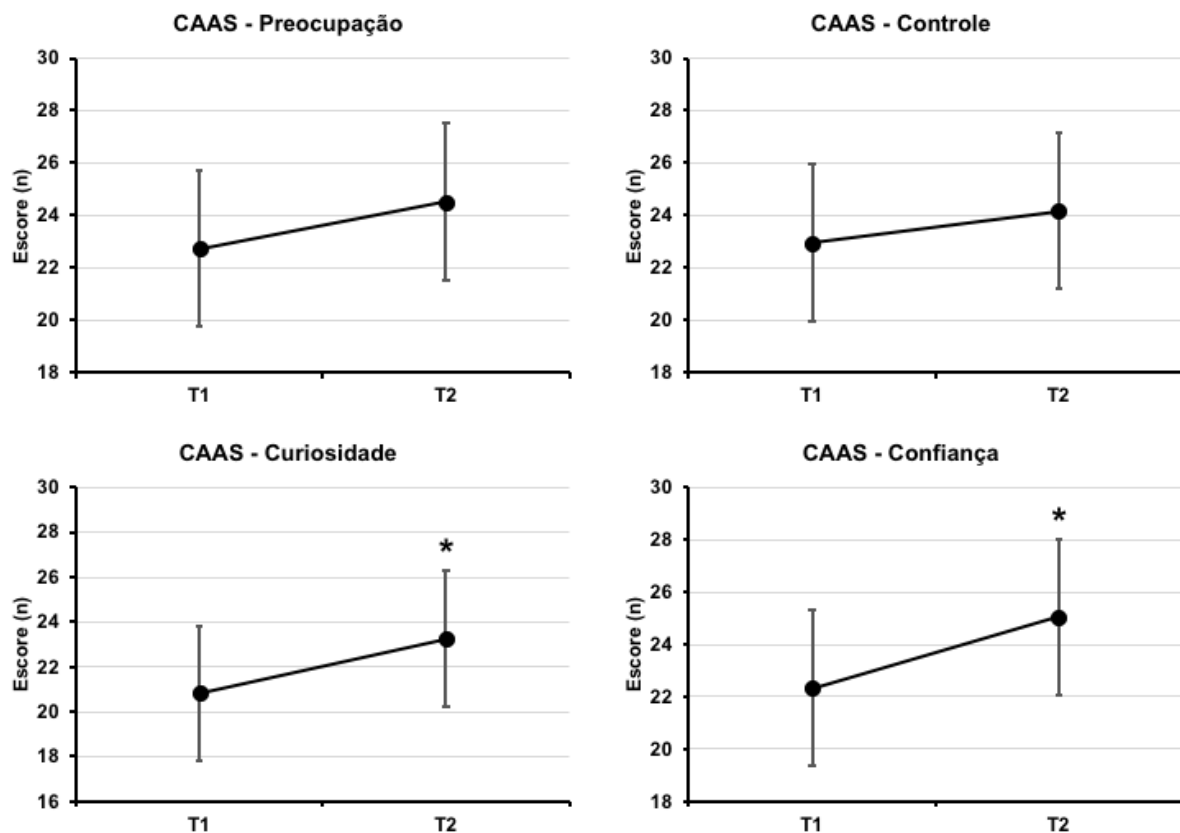 CAAS - Preocupação
30
28
26
24
22
20
18
Escore (n)
T1 T2
CAAS - Controle
30
28
26
24
22
20
18
Escore (n)
T1 T2
CAAS - Curiosidade
30
28
26
24
22
20
18
16
Escore (n)
*
T1 T2
CAAS - Confiança
30
28
26
24
22
20
18
Escore (n)
*
T1 T2